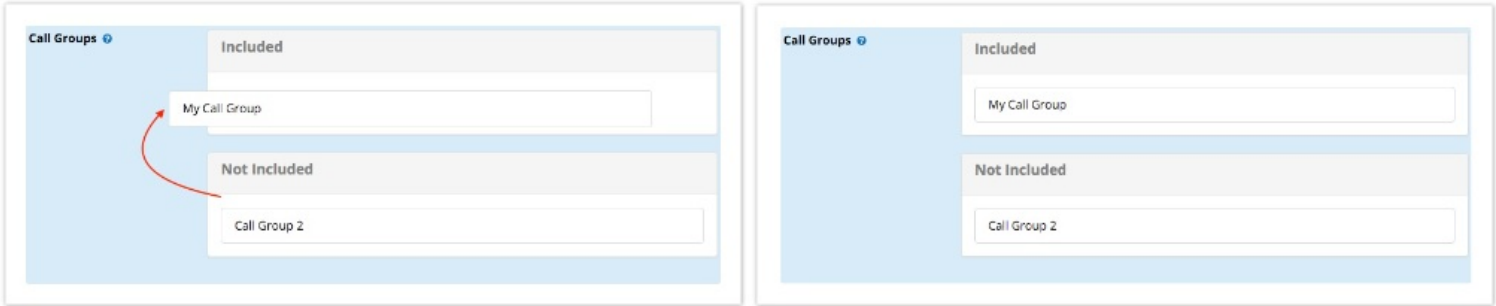 Call Groups
Included
My Call Group
Not Included
Call Group 2
Call Groups
Included
My Call Group
Not Included
Call Group 2